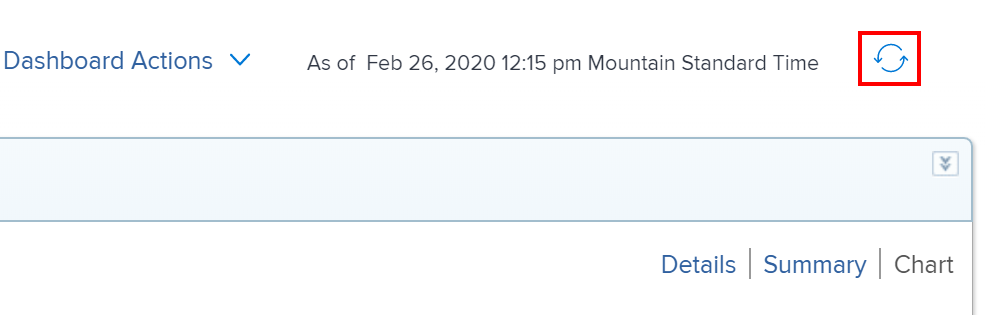 Dashboard Actions
As of Feb 26, 2020 12:15 pm Mountain Standard Time
Details
Summary
Chart